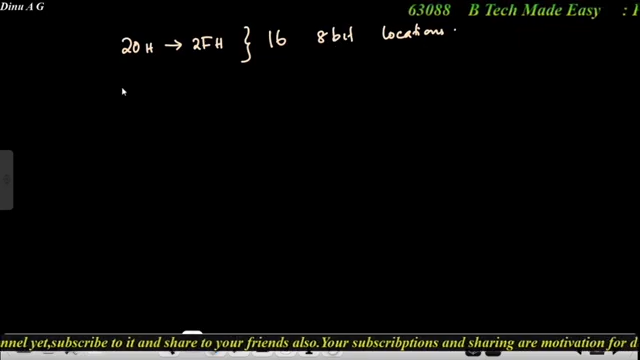 Dinu A G
63088 B Tech Made Easy : F
20H → 2FH } 16 8bit locations.
nnel yet,subscribe to it and share to your friends also.Your subscribptions and sharing are motivation for d